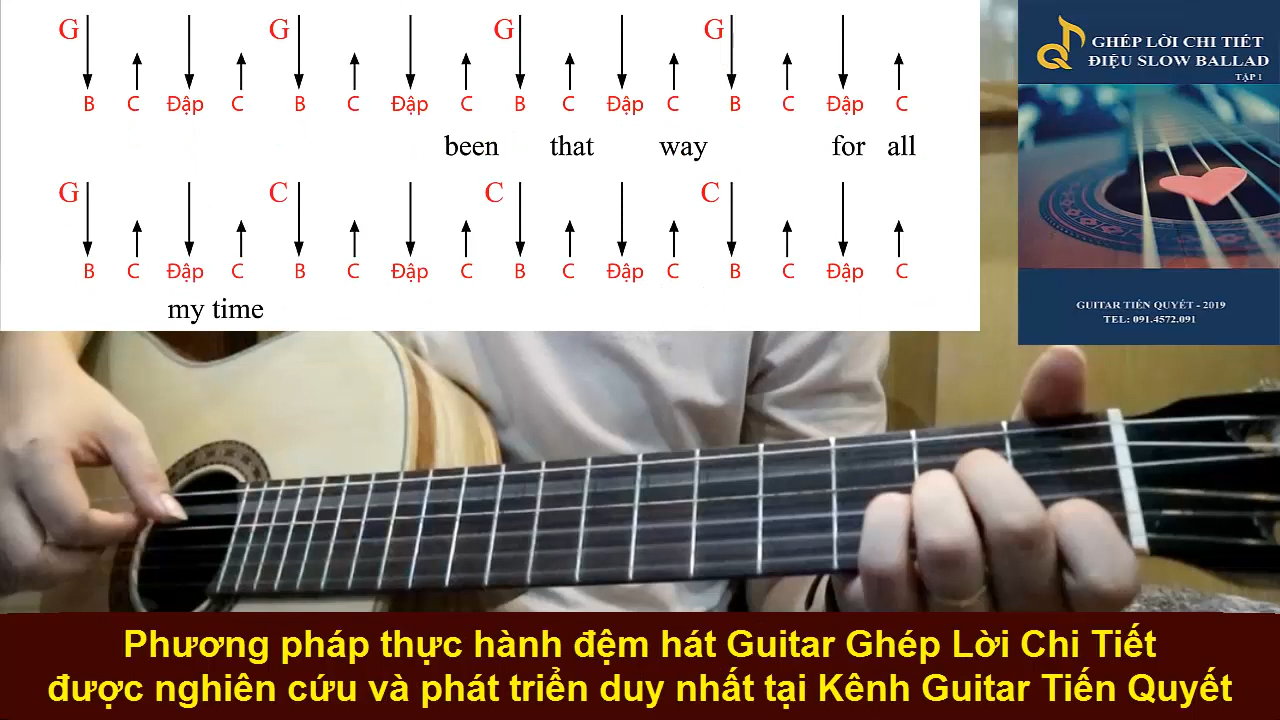 G G G G
B C Đập C B C Đập C B C Đập C B C Đập C
been that way for all
G C C C
B C Đập C B C Đập C B C Đập C B C Đập C
my time
GHÉP LỜI CHI TIẾT
ĐIỆU SLOW BALLAD
TẬP 1
GUITAR TIẾN QUYẾT - 2019
TEL: 091.4572.091
Phương pháp thực hành đệm hát Guitar Ghép Lời Chi Tiết
được nghiên cứu và phát triển duy nhất tại Kênh Guitar Tiến Quyết